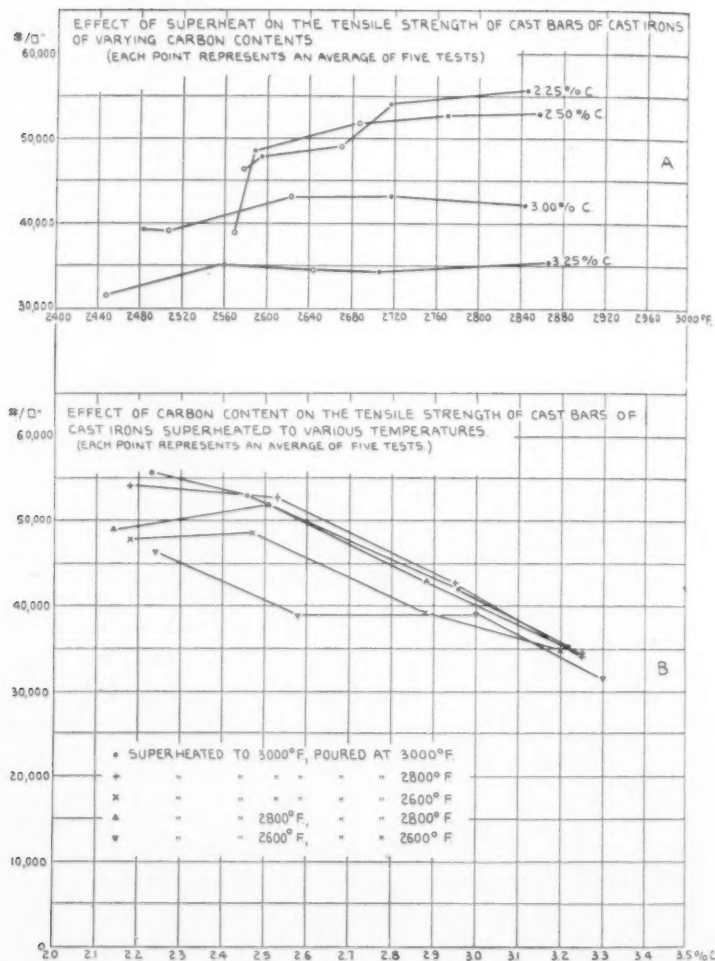 #/□"
EFFECT OF SUPERHEAT ON THE TENSILE STRENGTH OF CAST BARS OF CAST IRONS
OF VARYING CARBON CONTENTS
(EACH POINT REPRESENTS AN AVERAGE OF FIVE TESTS)
60,000
2.25% C.
2.50% C.
50,000
A
3.00% C.
40,000
3.25% C.
30,000
2400 2440 2480 2520 2560 2600 2640 2680 2720 2760 2800 2840 2880 2920 2960 3000°F.
#/□"
EFFECT OF CARBON CONTENT ON THE TENSILE STRENGTH OF CAST BARS OF
CAST IRONS SUPERHEATED TO VARIOUS TEMPERATURES.
(EACH POINT REPRESENTS AN AVERAGE OF FIVE TESTS.)
60,000
50,000
40,000
30,000
B
SUPERHEATED TO 3000°F, POURED AT 3000°F.
" " " " " 2800°F.
" " " " " 2600°F.
" " 2800°F, " " 2800°F.
" " 2600°F, " " 2600°F.
20,000
10,000
0
2.0 2.1 2.2 2.3 2.4 2.5 2.6 2.7 2.8 2.9 3.0 3.1 3.2 3.3 3.4 3.5%C